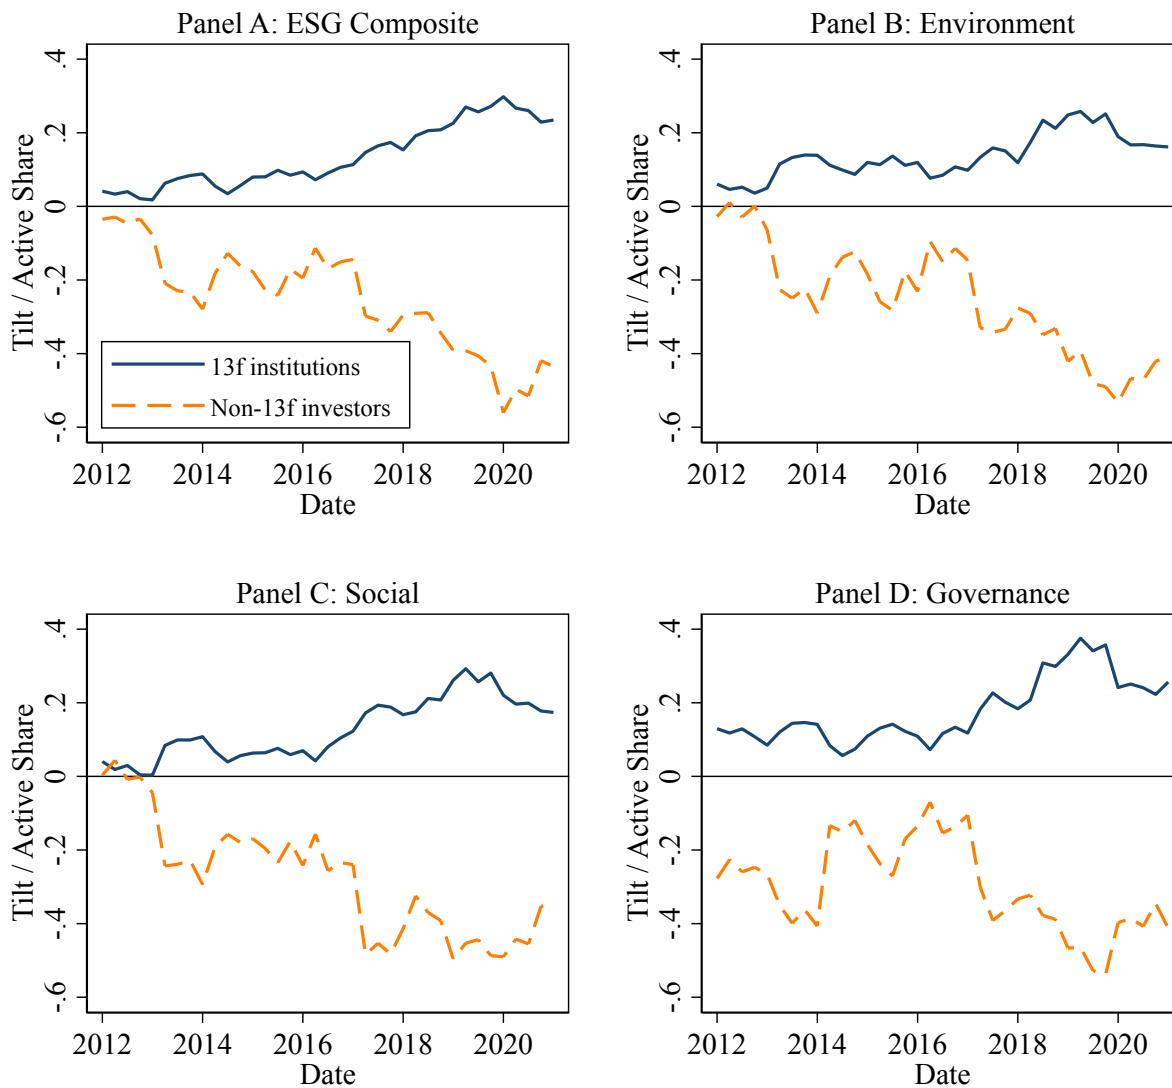 Panel A: ESG Composite
Tilt / Active Share
.4
.2
0
-.2
-.4
-.6
13f institutions
Non-13f investors
2012 2014 2016 2018 2020
Date
Panel B: Environment
Tilt / Active Share
.4
.2
0
-.2
-.4
-.6
2012 2014 2016 2018 2020
Date
Panel C: Social
Tilt / Active Share
.4
.2
0
-.2
-.4
-.6
2012 2014 2016 2018 2020
Date
Panel D: Governance
Tilt / Active Share
.4
.2
0
-.2
-.4
-.6
2012 2014 2016 2018 2020
Date